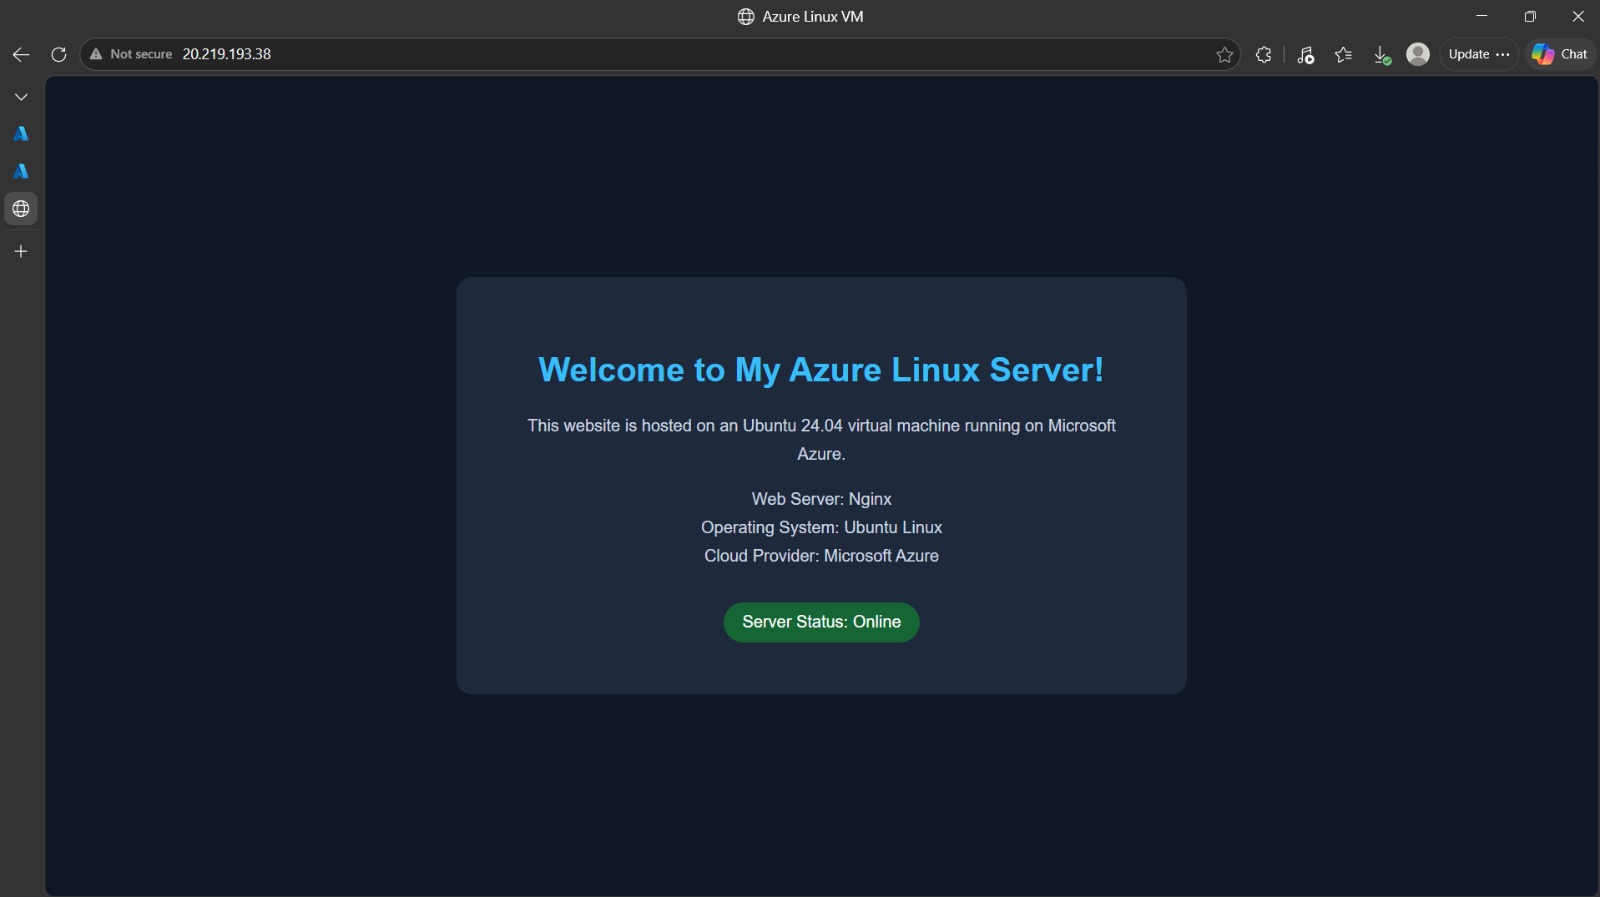 Azure Linux VM
Not secure 20.219.193.38
Update
Chat
Welcome to My Azure Linux Server!
This website is hosted on an Ubuntu 24.04 virtual machine running on Microsoft
Azure.
Web Server: Nginx
Operating System: Ubuntu Linux
Cloud Provider: Microsoft Azure
Server Status: Online